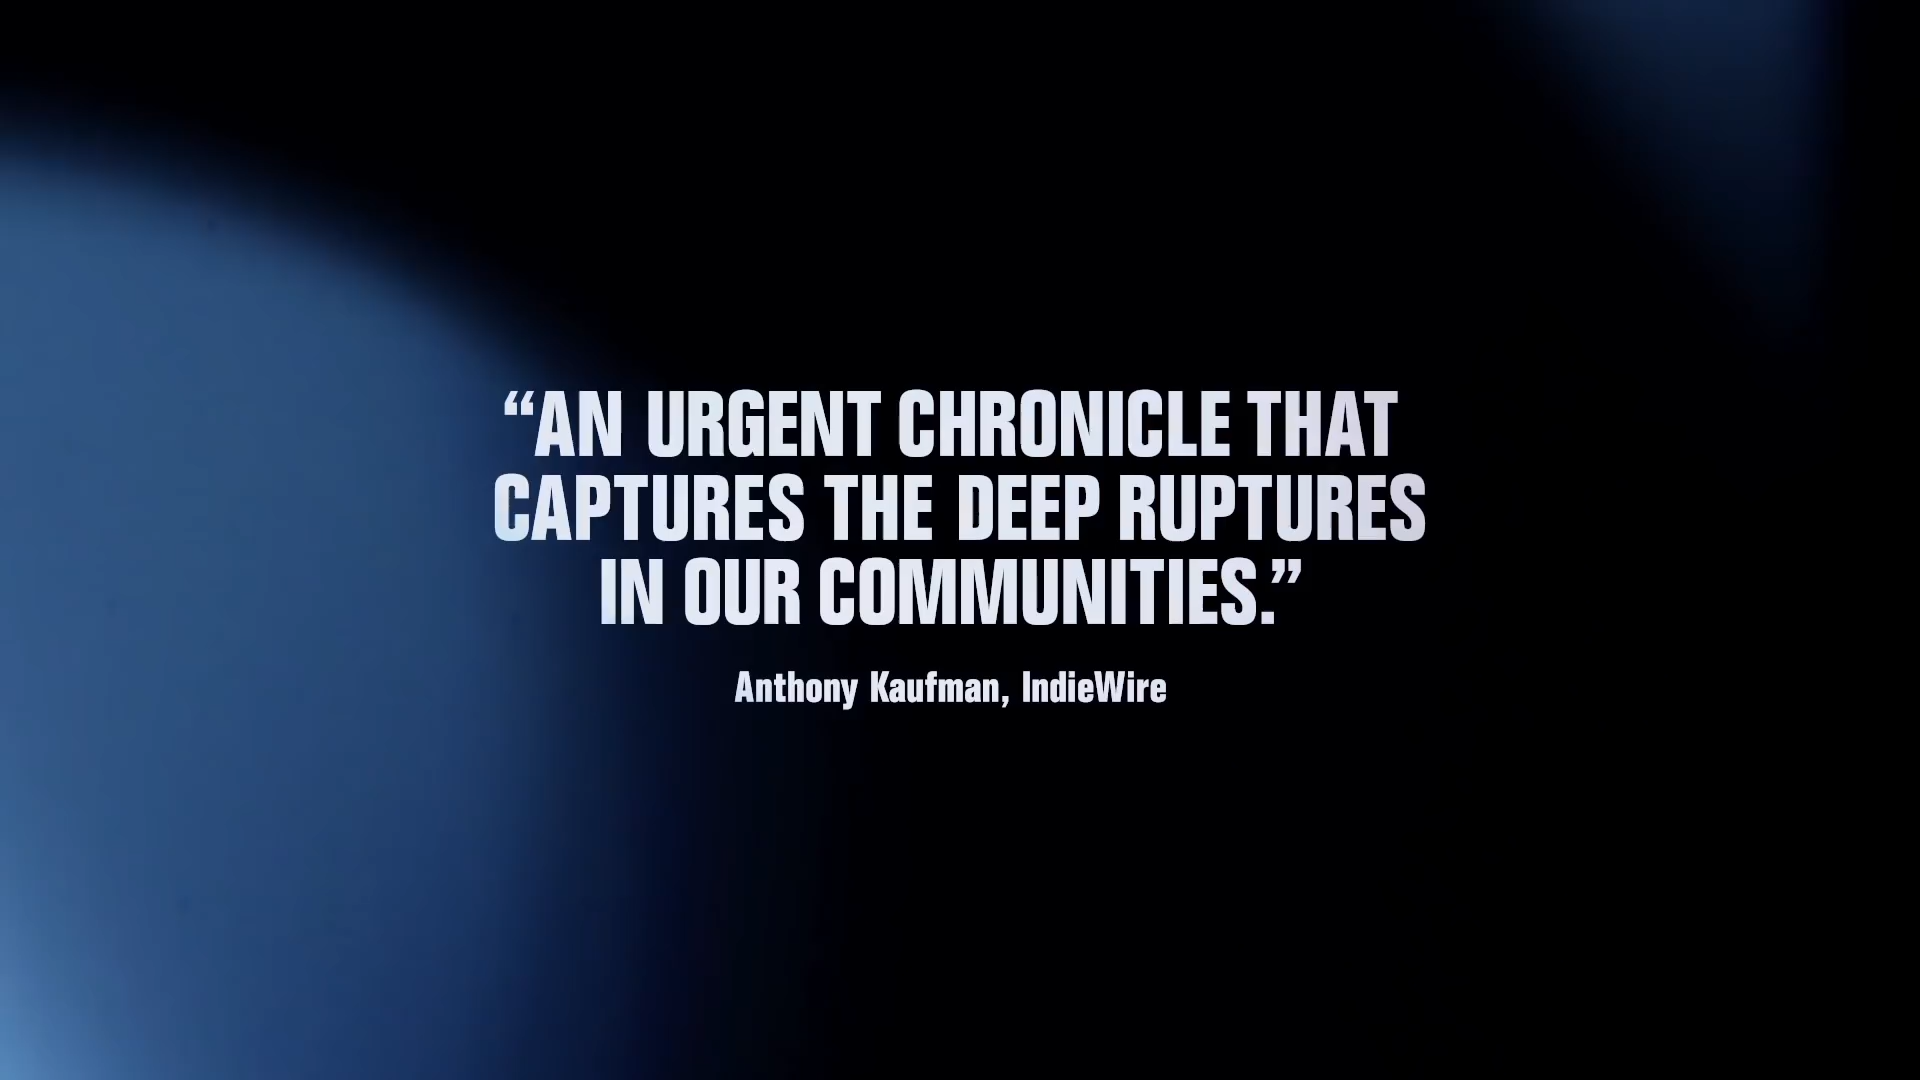 “AN URGENT CHRONICLE THAT
CAPTURES THE DEEP RUPTURES
IN OUR COMMUNITIES.”
Anthony Kaufman, IndieWire